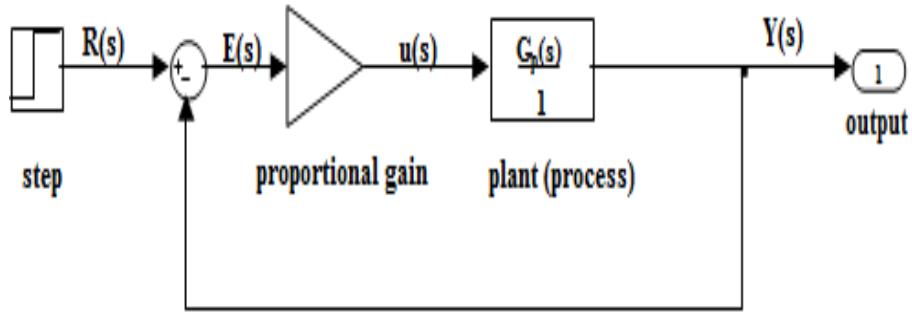 R(s)
+
-
E(s)
u(s)
Gp(s)
1
Y(s)
1
output
step
proportional gain
plant (process)